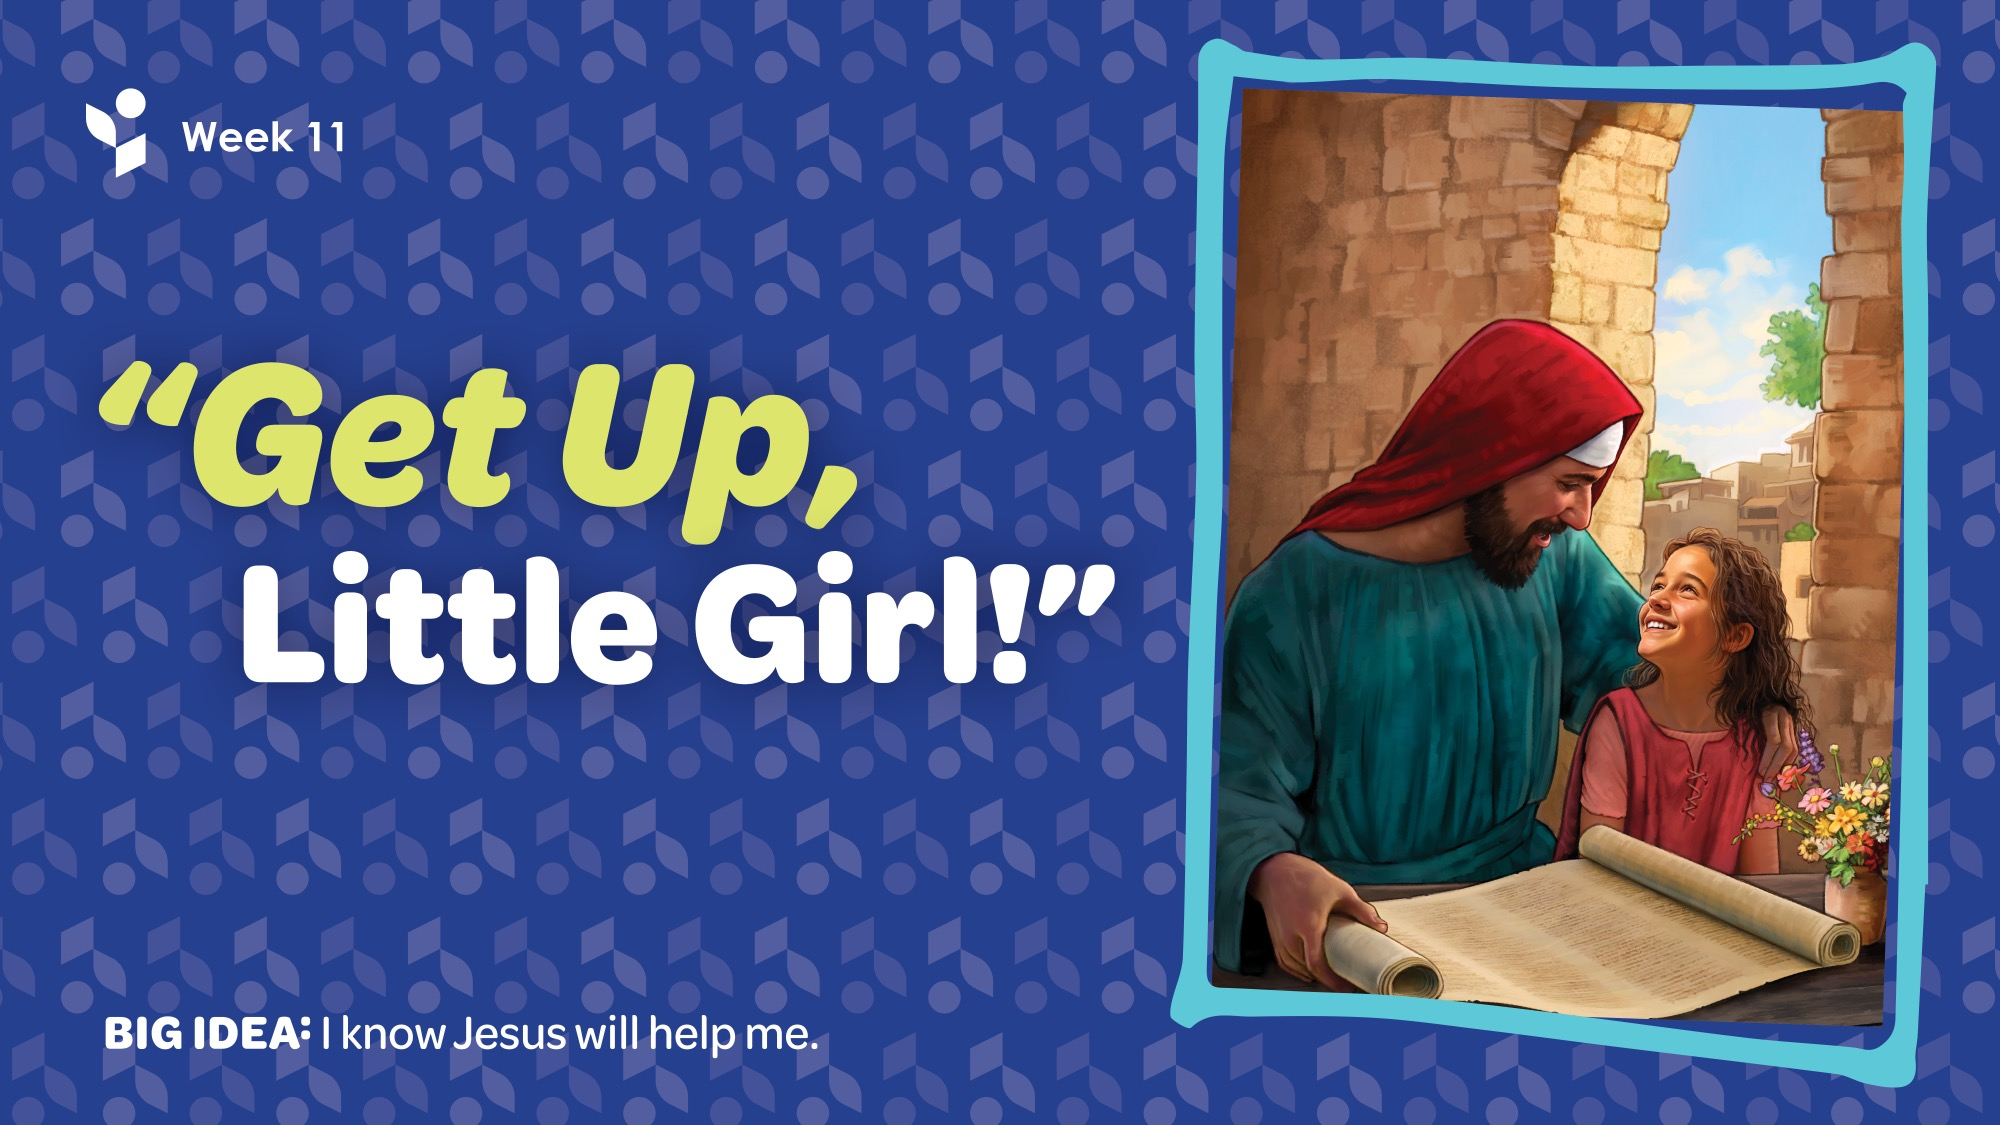 Week 11
“Get Up,
Little Girl!”
BIG IDEA: I know Jesus will help me.